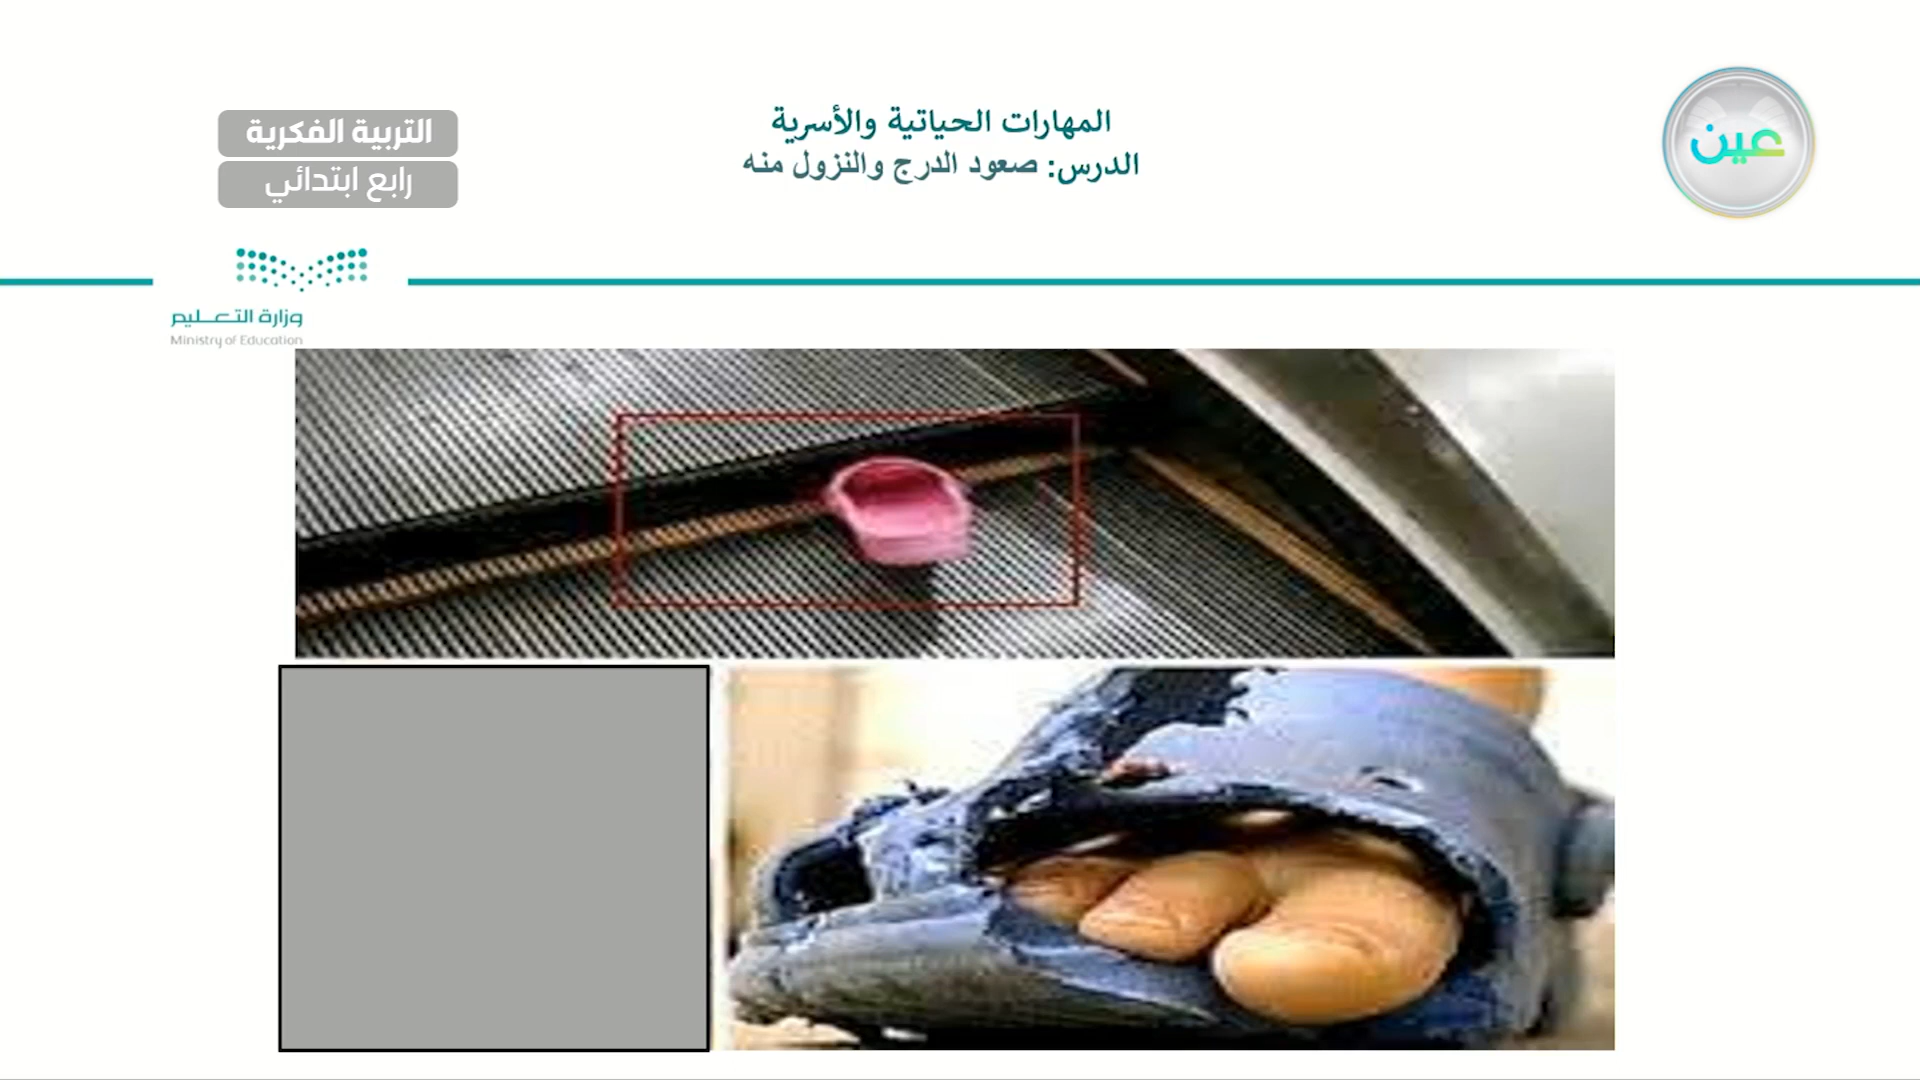 المهارات الحياتية والأسرية
الدرس: صعود الدرج والنزول منه
عين
التربية الفكرية
رابع ابتدائي
وزارة التعليم
Ministry of Education